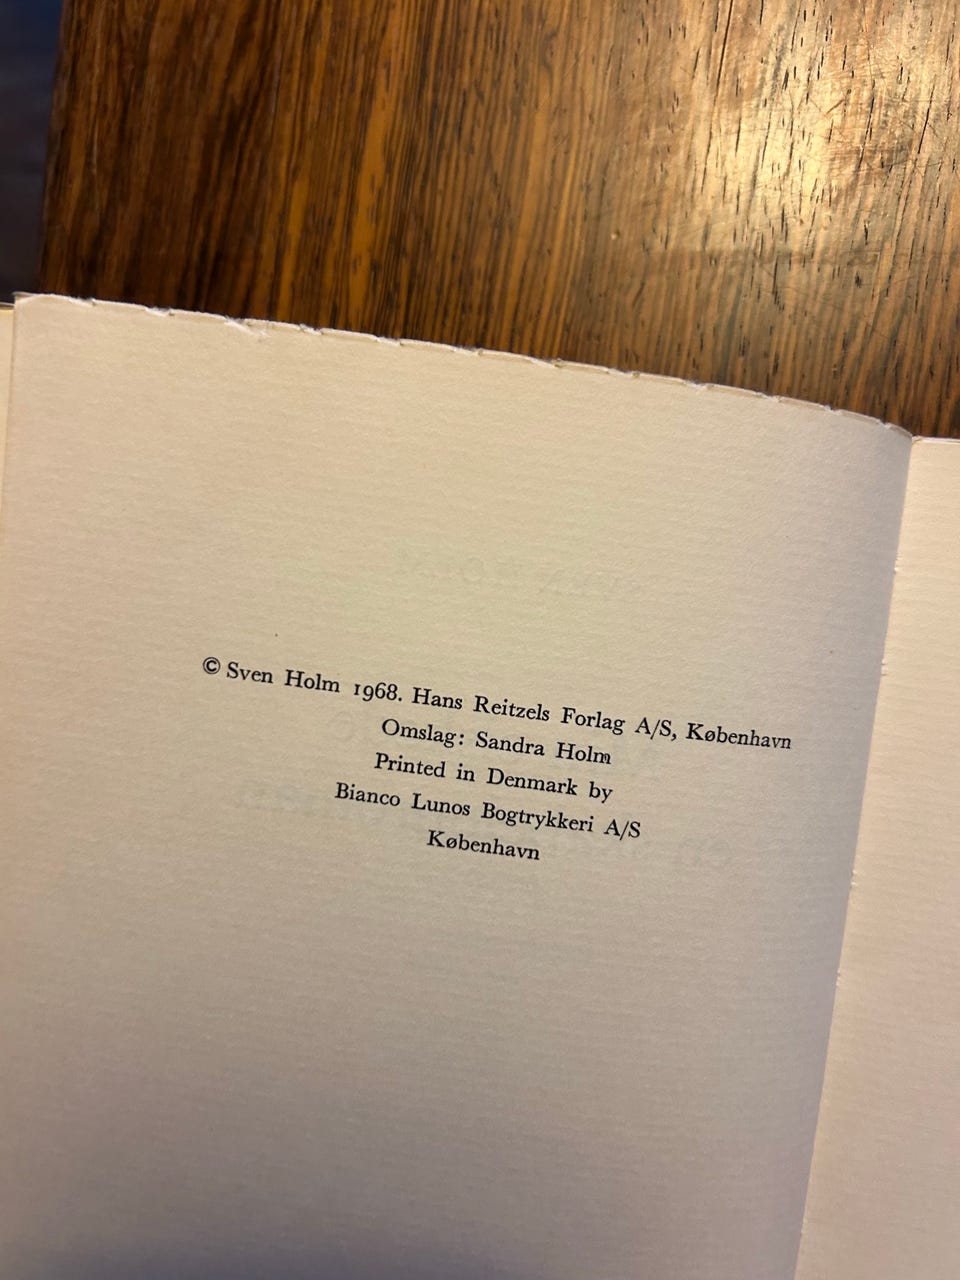 © Sven Holm 1968. Hans Reitzels Forlag A/S, København
Omslag: Sandra Holm
Printed in Denmark by
Bianco Lunos Bogtrykkeri A/S
København